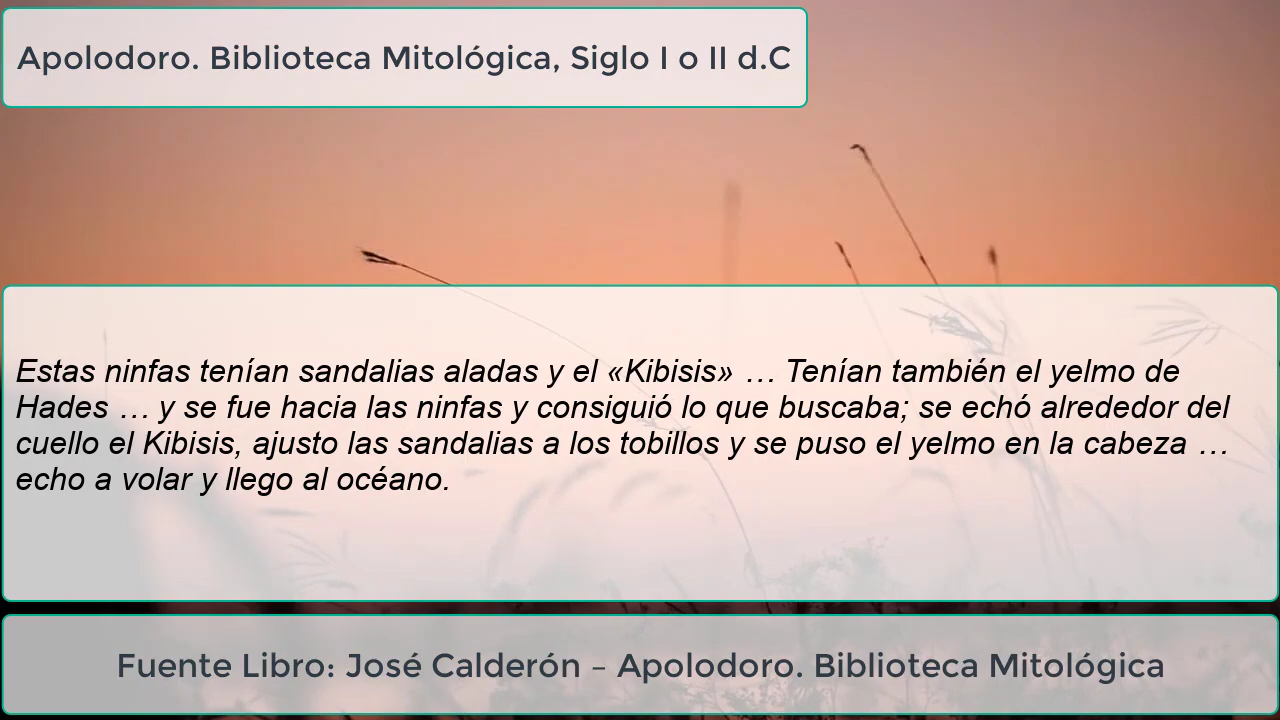 Apolodoro. Biblioteca Mitológica, Siglo I o II d.C
Estas ninfas tenían sandalias aladas y el «Kibisis» … Tenían también el yelmo de
Hades … y se fue hacia las ninfas y consiguió lo que buscaba; se echó alrededor del
cuello el Kibisis, ajusto las sandalias a los tobillos y se puso el yelmo en la cabeza …
echo a volar y llego al océano.
Fuente Libro: José Calderón – Apolodoro. Biblioteca Mitológica